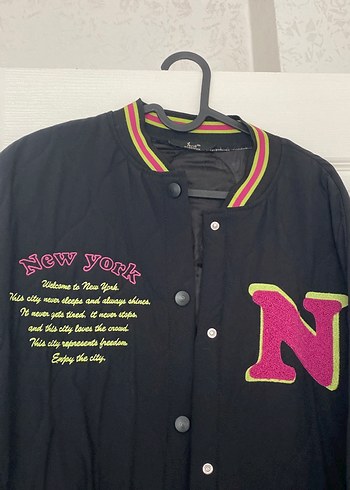 New york
Welcome to New York.
This city never sleeps and always shines.
It never gets tired, it never stops,
and this city loves the crowd
This city represents freedom
Enjoy the city.
N